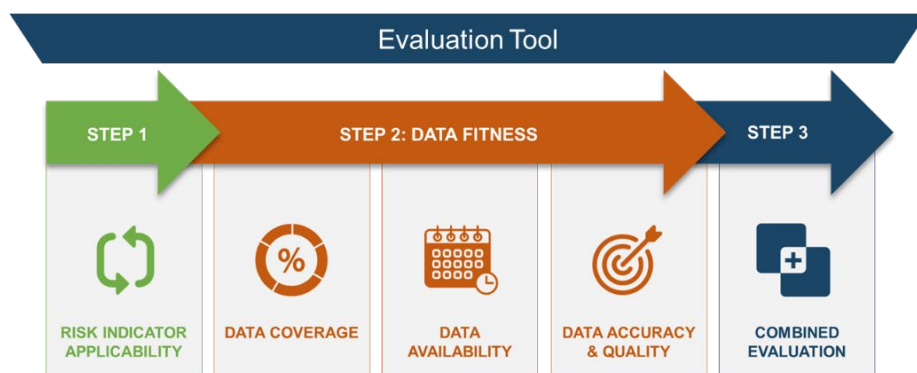 Evaluation Tool
STEP 1
STEP 2: DATA FITNESS
STEP 3
%
RISK INDICATOR
APPLICABILITY
DATA COVERAGE
DATA
AVAILABILITY
DATA ACCURACY
& QUALITY
COMBINED
EVALUATION